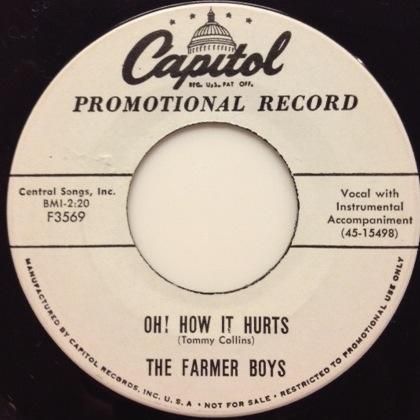 Capitol
REG. U.S. PAT. OFF.
PROMOTIONAL RECORD
Central Songs, Inc.
BMI-2:20
F3569
Vocal with
Instrumental
Accompaniment
(45-15498)
OH! HOW IT HURTS
(Tommy Collins)
THE FARMER BOYS
MANUFACTURED BY CAPITOL RECORDS, INC. U.S.A. • NOT FOR SALE • RESTRICTED TO PROMOTIONAL USE ONLY